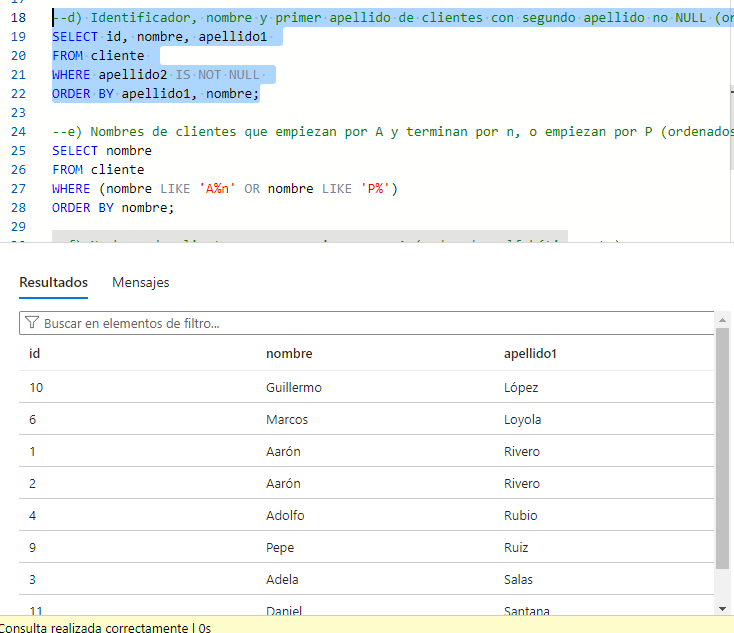 18 --d) Identificador, nombre y primer apellido de clientes con segundo apellido no NULL (or
19 SELECT id, nombre, apellido1
20 FROM cliente
21 WHERE apellido2 IS NOT NULL
22 ORDER BY apellido1, nombre;
23
24 --e) Nombres de clientes que empiezan por A y terminan por n, o empiezan por P (ordenados
25 SELECT nombre
26 FROM cliente
27 WHERE (nombre LIKE 'A%n' OR nombre LIKE 'P%')
28 ORDER BY nombre;
29
Resultados Mensajes
Buscar en elementos de filtro...
id nombre apellido1
10 Guillermo López
6 Marcos Loyola
1 Aarón Rivero
2 Aarón Rivero
4 Adolfo Rubio
9 Pepe Ruiz
3 Adela Salas
11 Daniel Santana
Consulta realizada correctamente | 0s